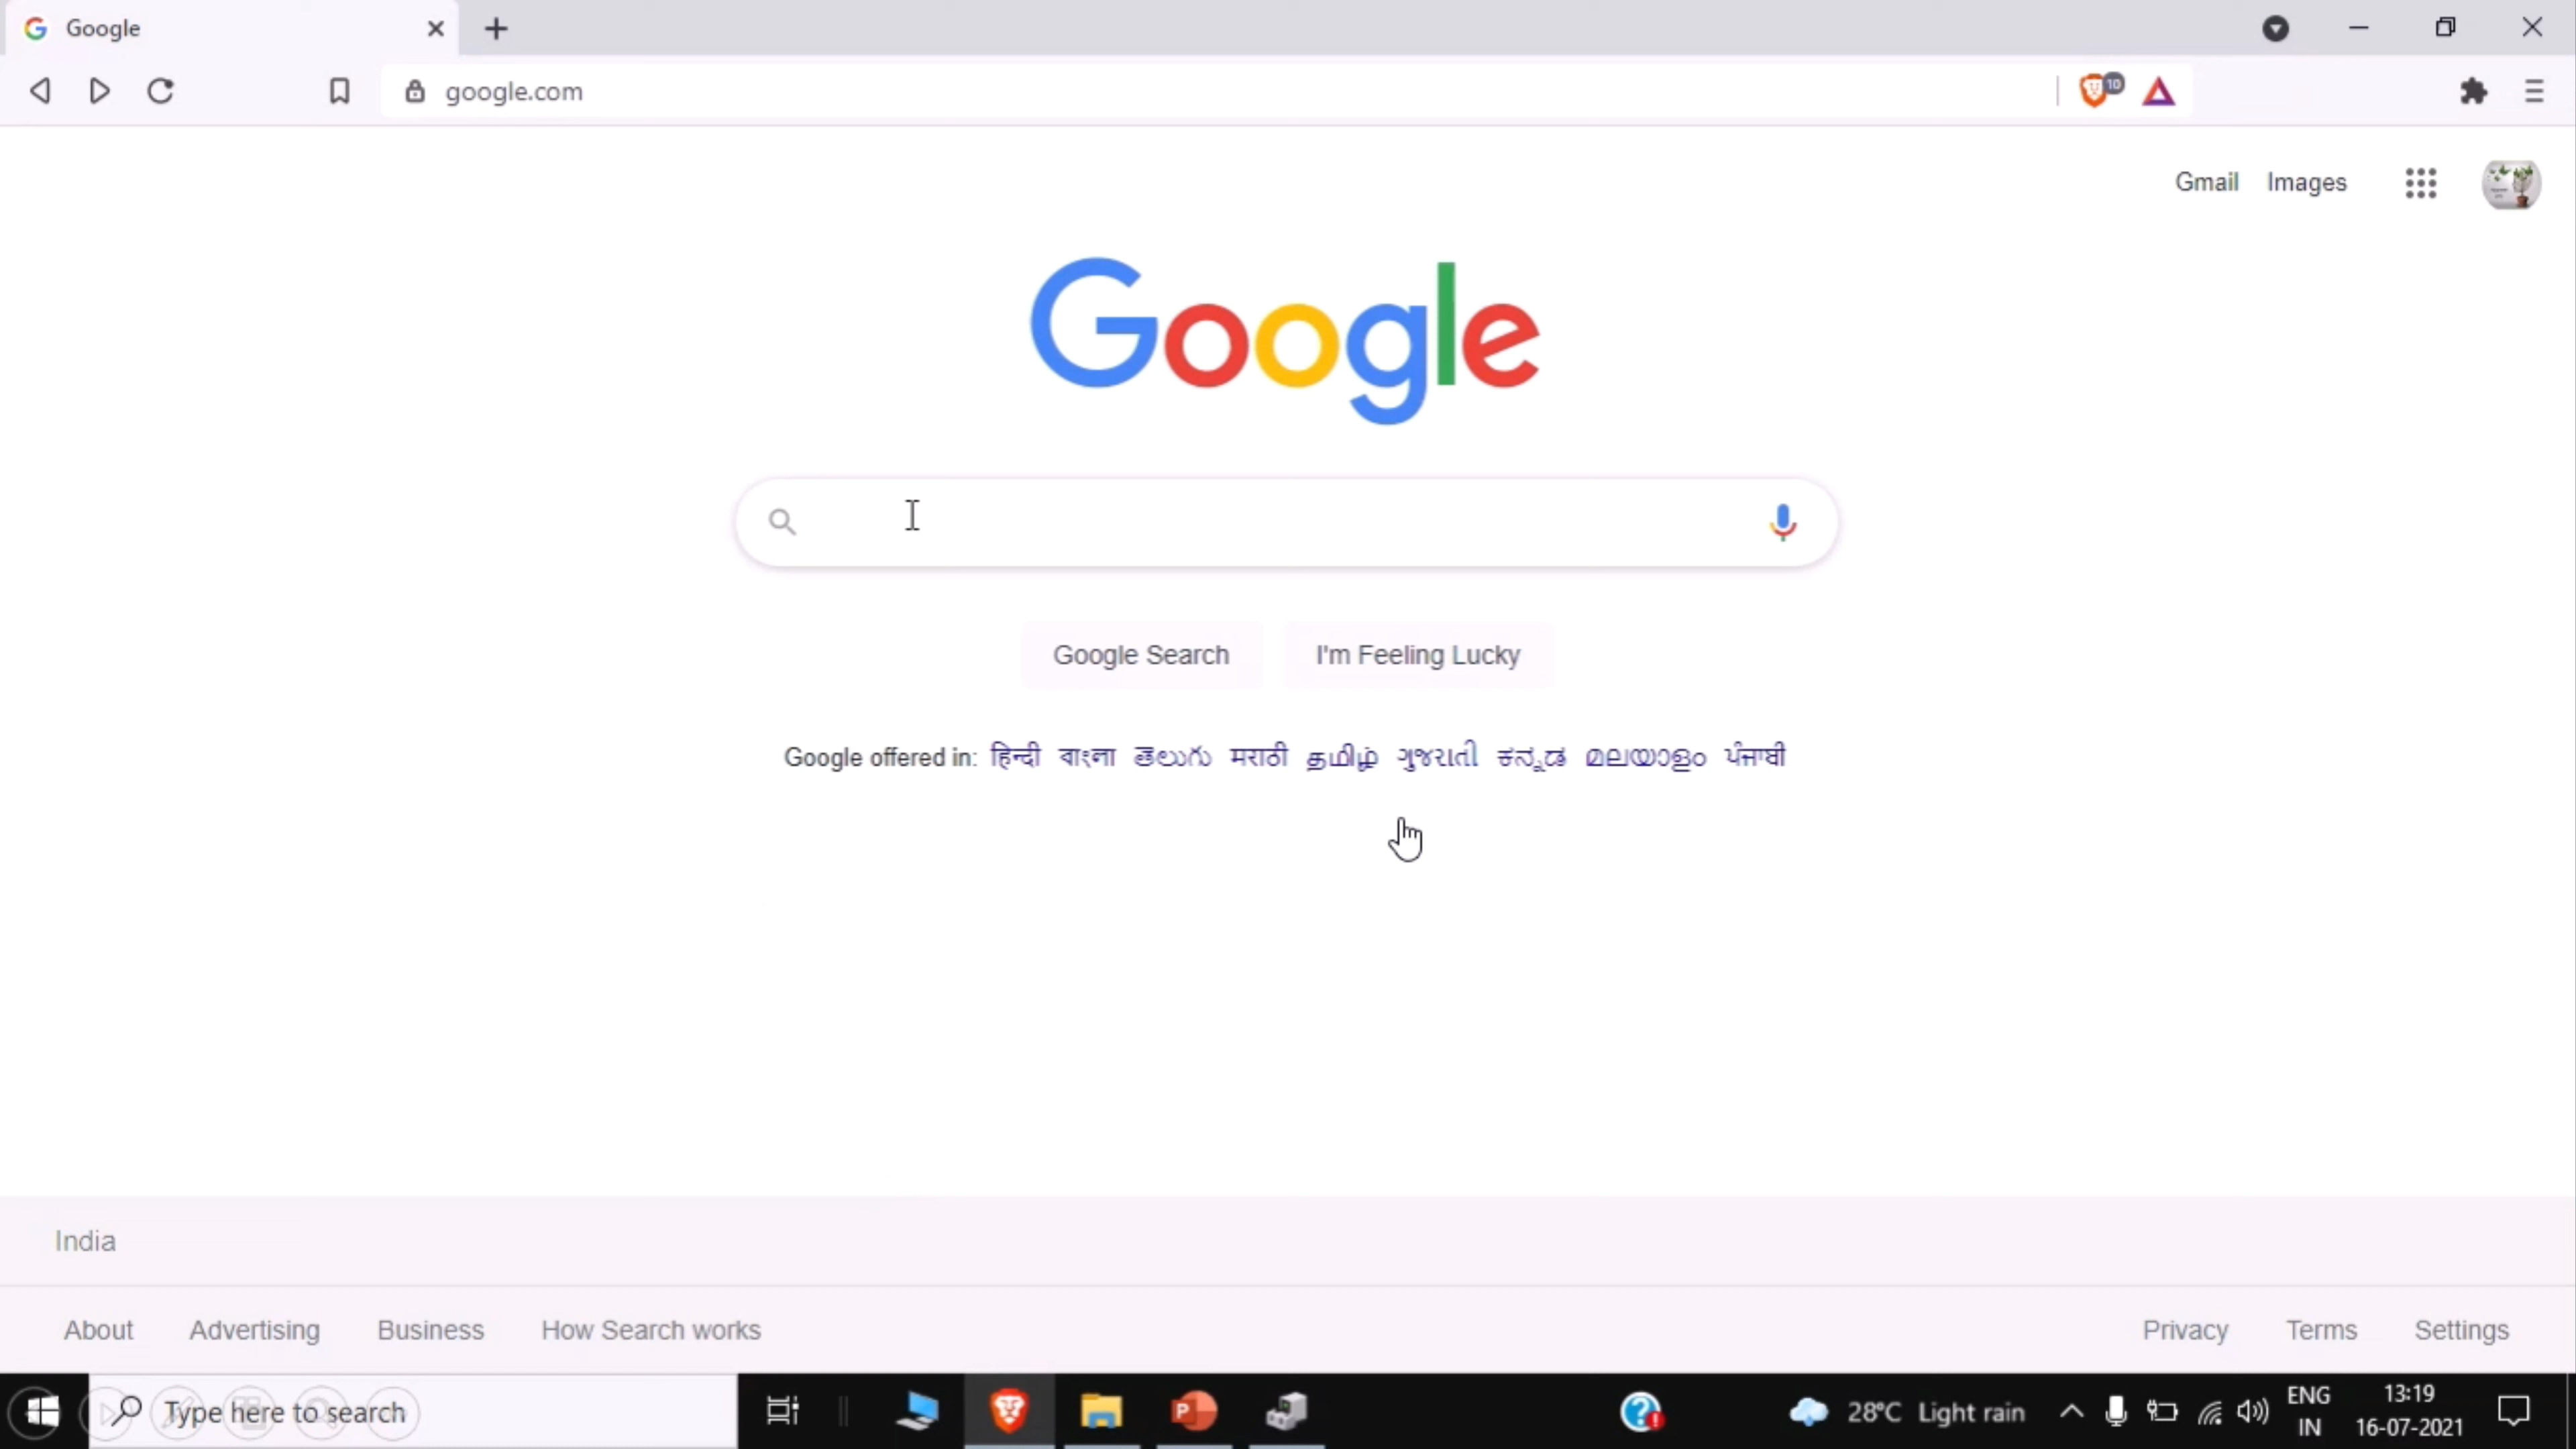 Google
google.com
10
Gmail Images
Google
Google Search I'm Feeling Lucky
Google offered in: हिन्दी বাংলা తెలుగు मराठी தமிழ் ગુજરાતી ಕನ್ನಡ മലയാളം ਪੰਜਾਬੀ
India
About Advertising Business How Search works Privacy Terms Settings
Type here to search
28°C Light rain
ENG
IN
13:19
16-07-2021